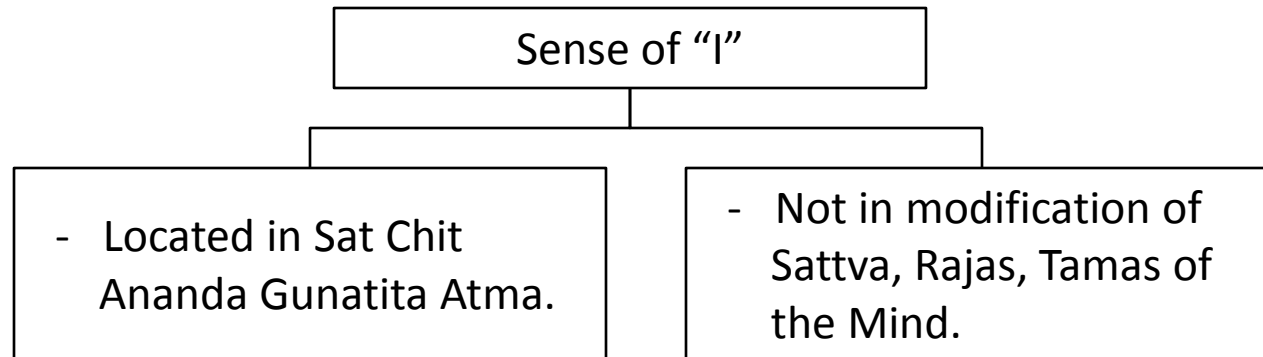 Sense of “I”
- Located in Sat Chit
Ananda Gunatita Atma.
- Not in modification of
Sattva, Rajas, Tamas of
the Mind.